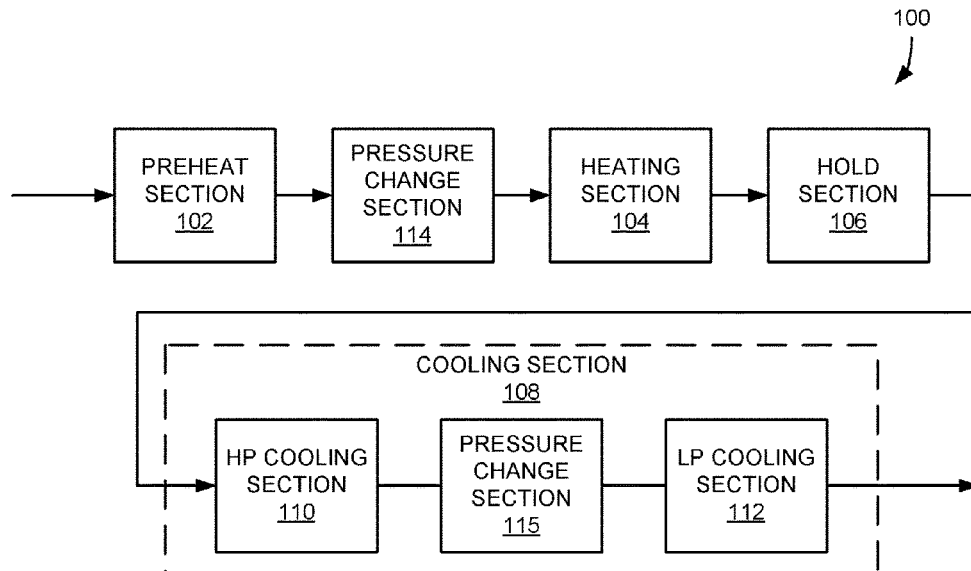 100
PREHEAT
SECTION
102
PRESSURE
CHANGE
SECTION
114
HEATING
SECTION
104
HOLD
SECTION
106
COOLING SECTION
108
HP COOLING
SECTION
110
PRESSURE
CHANGE
SECTION
115
LP COOLING
SECTION
112